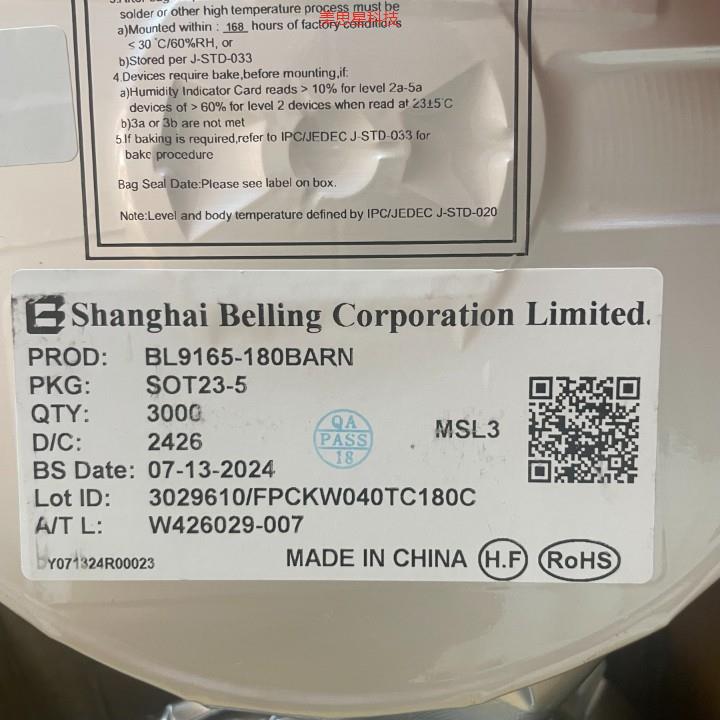 solder or other high temperature process must be
美思星科技
a)Mounted within : 168 hours of factory conditions
< 30 °C/60%RH, or
b)Stored per J-STD-033
4.Devices require bake,before mounting,if:
a)Humidity Indicator Card reads > 10% for level 2a-5a
devices of > 60% for level 2 devices when read at 23±5°C
b)3a or 3b are not met
5.If baking is required,refer to IPC/JEDEC J-STD-033 for
bake procedure
Bag Seal Date:Please see label on box.
Note:Level and body temperature defined by IPC/JEDEC J-STD-020
Shanghai Belling Corporation Limited.
PROD: BL9165-180BARN
PKG: SOT23-5
QTY: 3000
D/C: 2426
QA
PASS
18
MSL3
BS Date: 07-13-2024
Lot ID: 3029610/FPCKW040TC180C
A/T L: W426029-007
Y071324R00023
MADE IN CHINA H.F RoHS